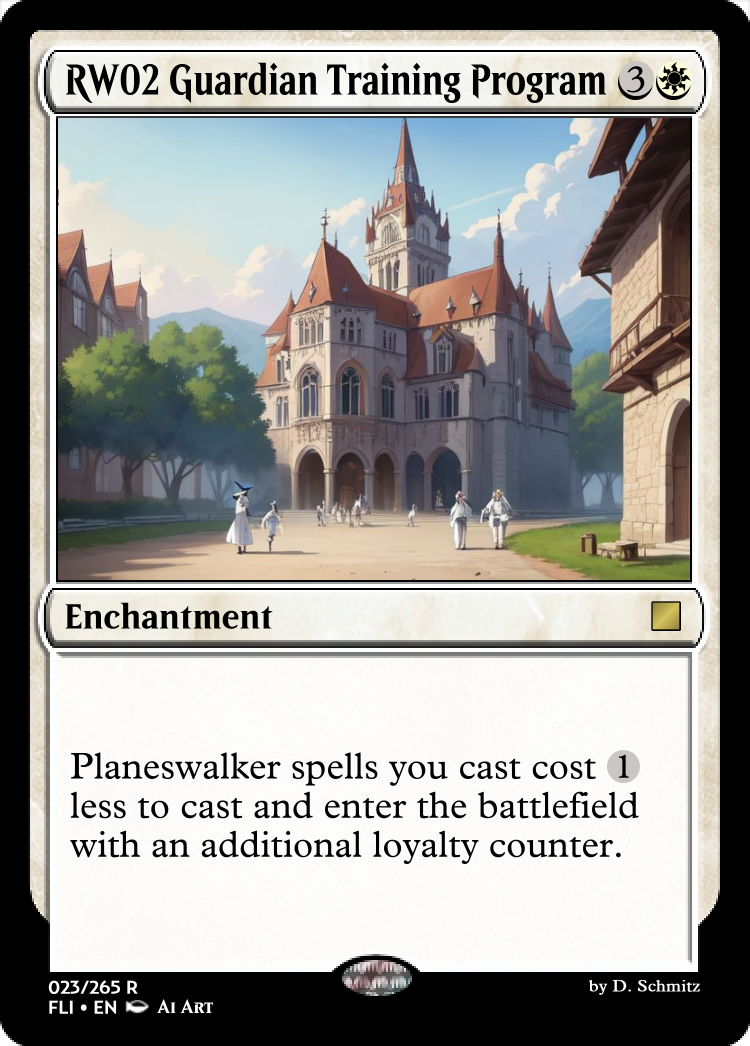 RW02 Guardian Training Program 3
Enchantment
Planeswalker spells you cast cost 1
less to cast and enter the battlefield
with an additional loyalty counter.
023/265 R
by D. Schmitz
FLI • EN AI ART